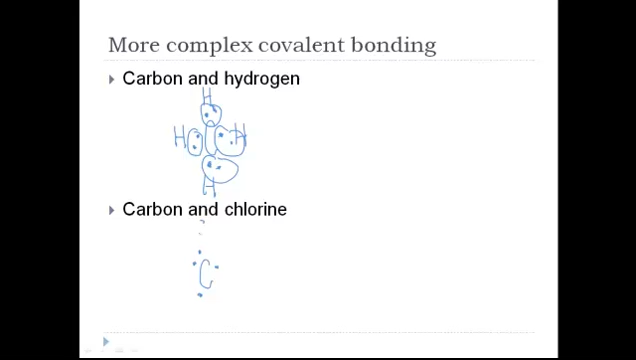 More complex covalent bonding
Carbon and hydrogen
H
H C H
H
Carbon and chlorine
C